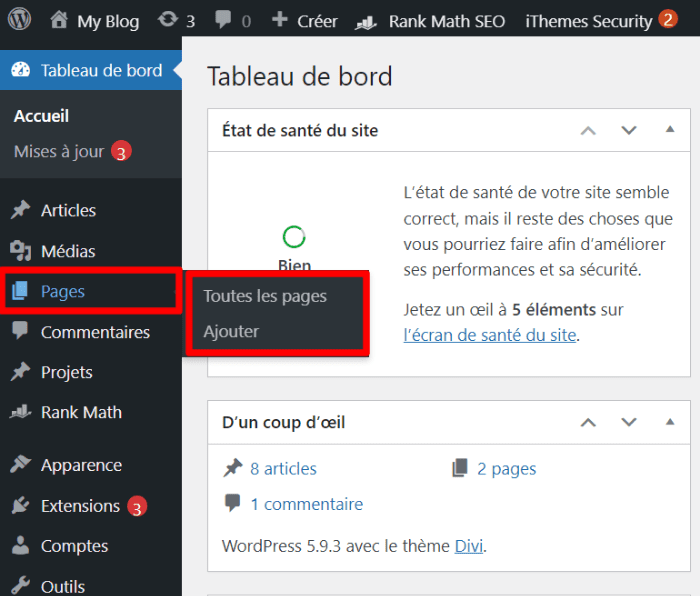 My Blog 3 0 Créer Rank Math SEO iThemes Security 2
Tableau de bord
Accueil
Mises à jour 3
Articles
Médias
Pages
Commentaires
Projets
Rank Math
Apparence
Extensions 3
Comptes
Outils
Toutes les pages
Ajouter
Tableau de bord
État de santé du site
Bien
L’état de santé de votre site semble
correct, mais il reste des choses que
vous pourriez faire afin d’améliorer
ses performances et sa sécurité.
Jetez un œil à 5 éléments sur
l’écran de santé du site.
D’un coup d’œil
8 articles 2 pages
1 commentaire
WordPress 5.9.3 avec le thème Divi.